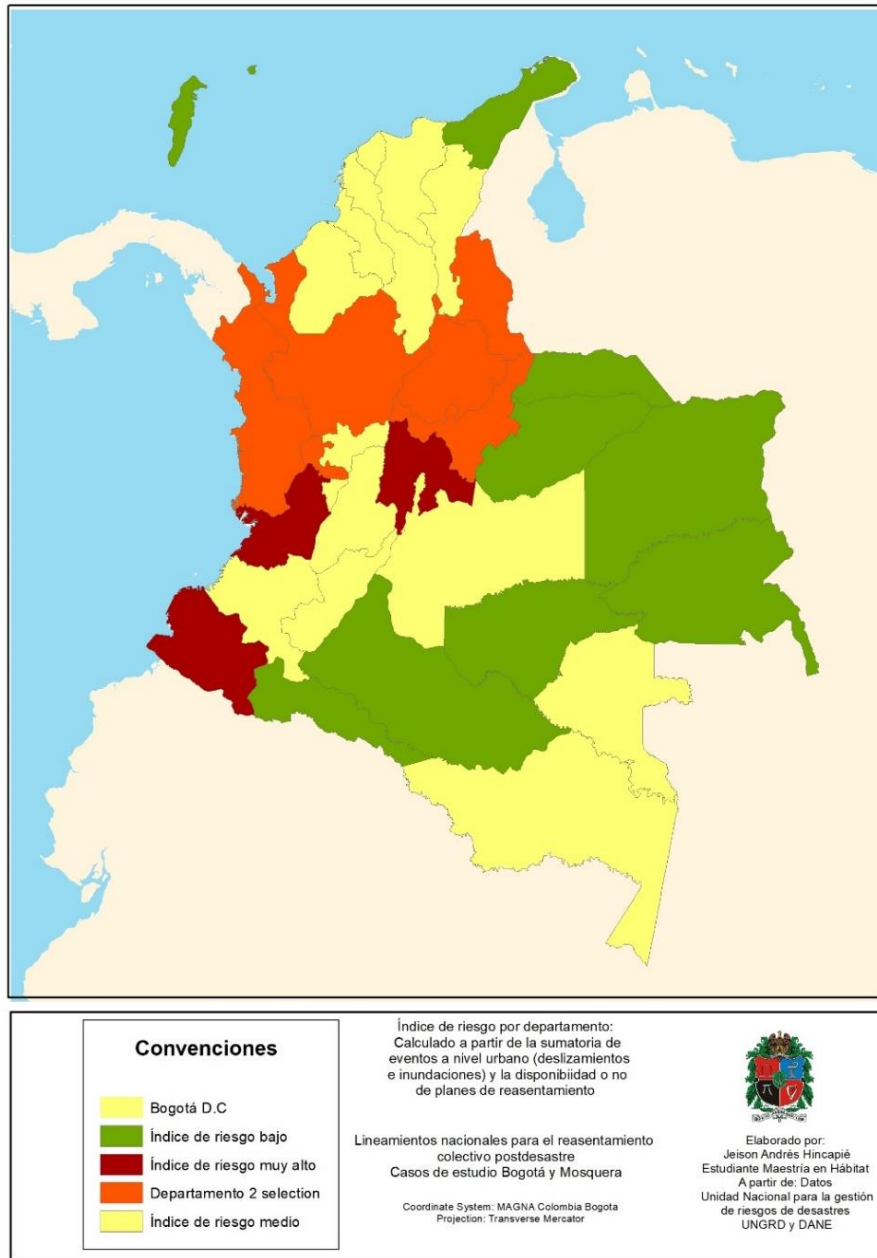 Convenciones
Bogotá D.C
Índice de riesgo bajo
Índice de riesgo muy alto
Departamento 2 selection
Índice de riesgo medio
Índice de riesgo por departamento:
Calculado a partir de la sumatoria de
eventos a nivel urbano (deslizamientos
e inundaciones) y la disponibiidad o no
de planes de reasentamiento
Lineamientos nacionales para el reasentamiento
colectivo postdesastre
Casos de estudio Bogotá y Mosquera
Coordinate System: MAGNA Colombia Bogota
Projection: Transverse Mercator
Elaborado por:
Jeison Andrés Hincapié
Estudiante Maestría en Hábitat
A partir de: Datos
Unidad Nacional para la gestión
de riesgos de desastres
UNGRD y DANE